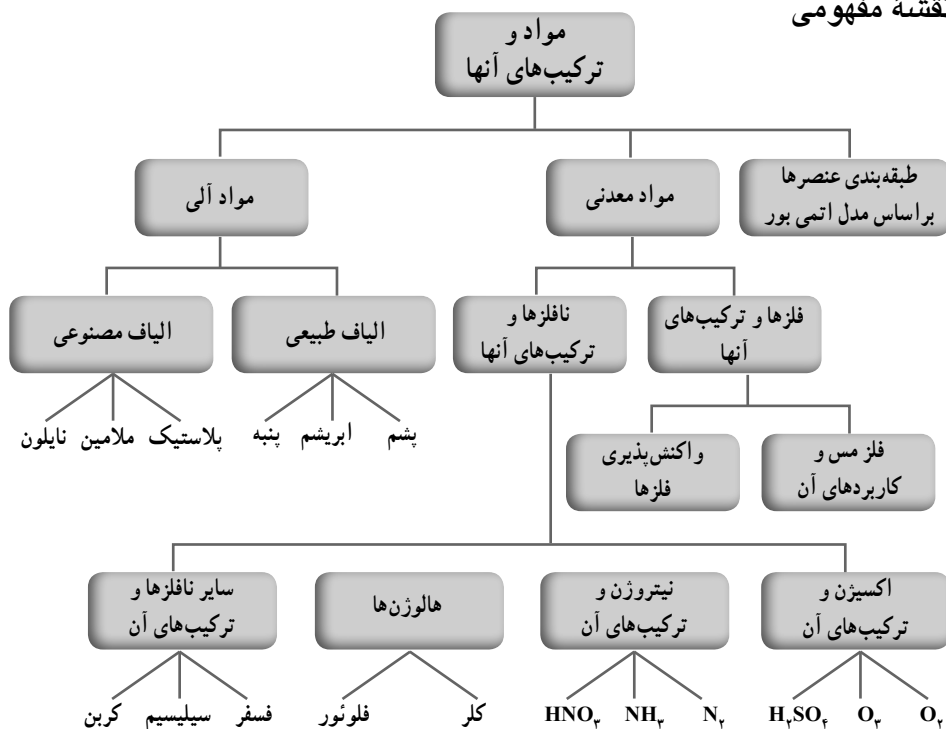 نقشهٔ مفهومی
مواد و
ترکیب‌های آنها
طبقه‌بندی عنصرها
براساس مدل اتمی بور
مواد معدنی
مواد آلی
فلزها و ترکیب‌های
آنها
نافلزها و
ترکیب‌های آنها
الیاف طبیعی
الیاف مصنوعی
پشم
ابریشم
پنبه
پلاستیک
ملامین
نایلون
فلز مس و
کاربردهای آن
واکنش‌پذیری
فلزها
اکسیژن و
ترکیب‌های آن
نیتروژن و
ترکیب‌های آن
هالوژن‌ها
سایر نافلزها و
ترکیب‌های آن
O۲
O۳
H۲SO۴
N۲
NH۳
HNO۳
کلر
فلوئور
فسفر
سیلیسیم
کربن